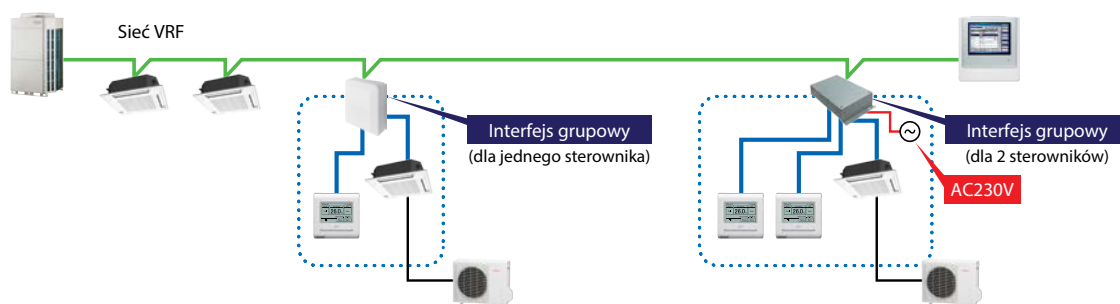 Sieć VRF
Interfejs grupowy
(dla jednego sterownika)
Interfejs grupowy
(dla 2 sterowników)
AC230V